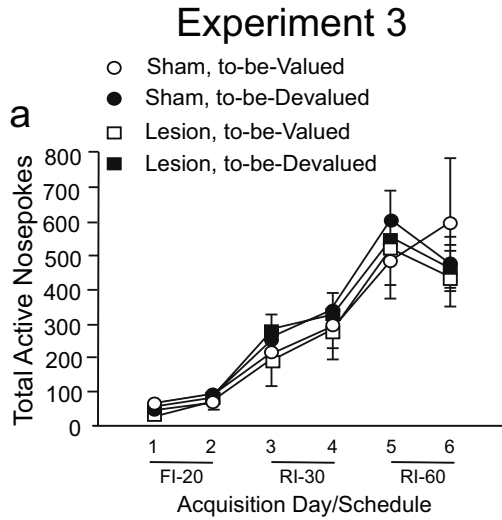 Experiment 3
Sham, to-be-Valued
Sham, to-be-Devalued
a
Lesion, to-be-Valued
Lesion, to-be-Devalued
Total Active Nosepokes
800
700
600
500
400
300
200
100
0
1 2 3 4 5 6
FI-20 RI-30 RI-60
Acquisition Day/Schedule